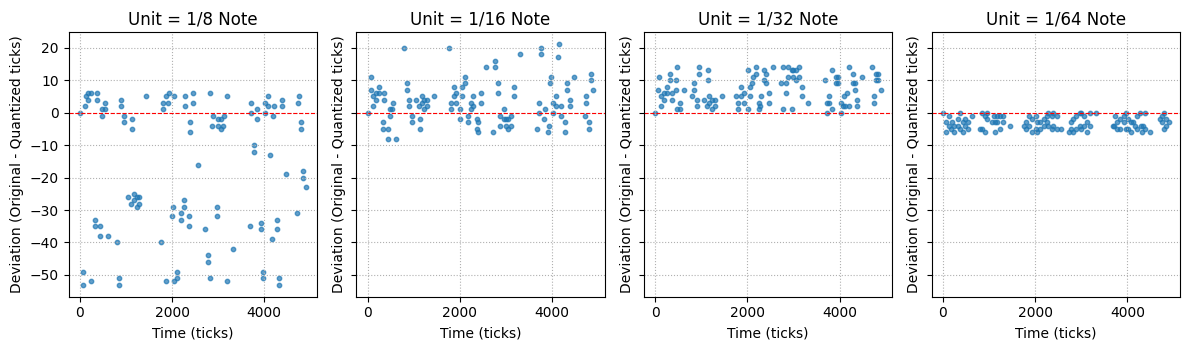 Unit = 1/8 Note
Unit = 1/16 Note
Unit = 1/32 Note
Unit = 1/64 Note
Deviation (Original - Quantized ticks)
20
10
0
−10
−20
−30
−40
−50
0
2000
4000
Time (ticks)
Deviation (Original - Quantized ticks)
0
2000
4000
Time (ticks)
Deviation (Original - Quantized ticks)
0
2000
4000
Time (ticks)
Deviation (Original - Quantized ticks)
0
2000
4000
Time (ticks)